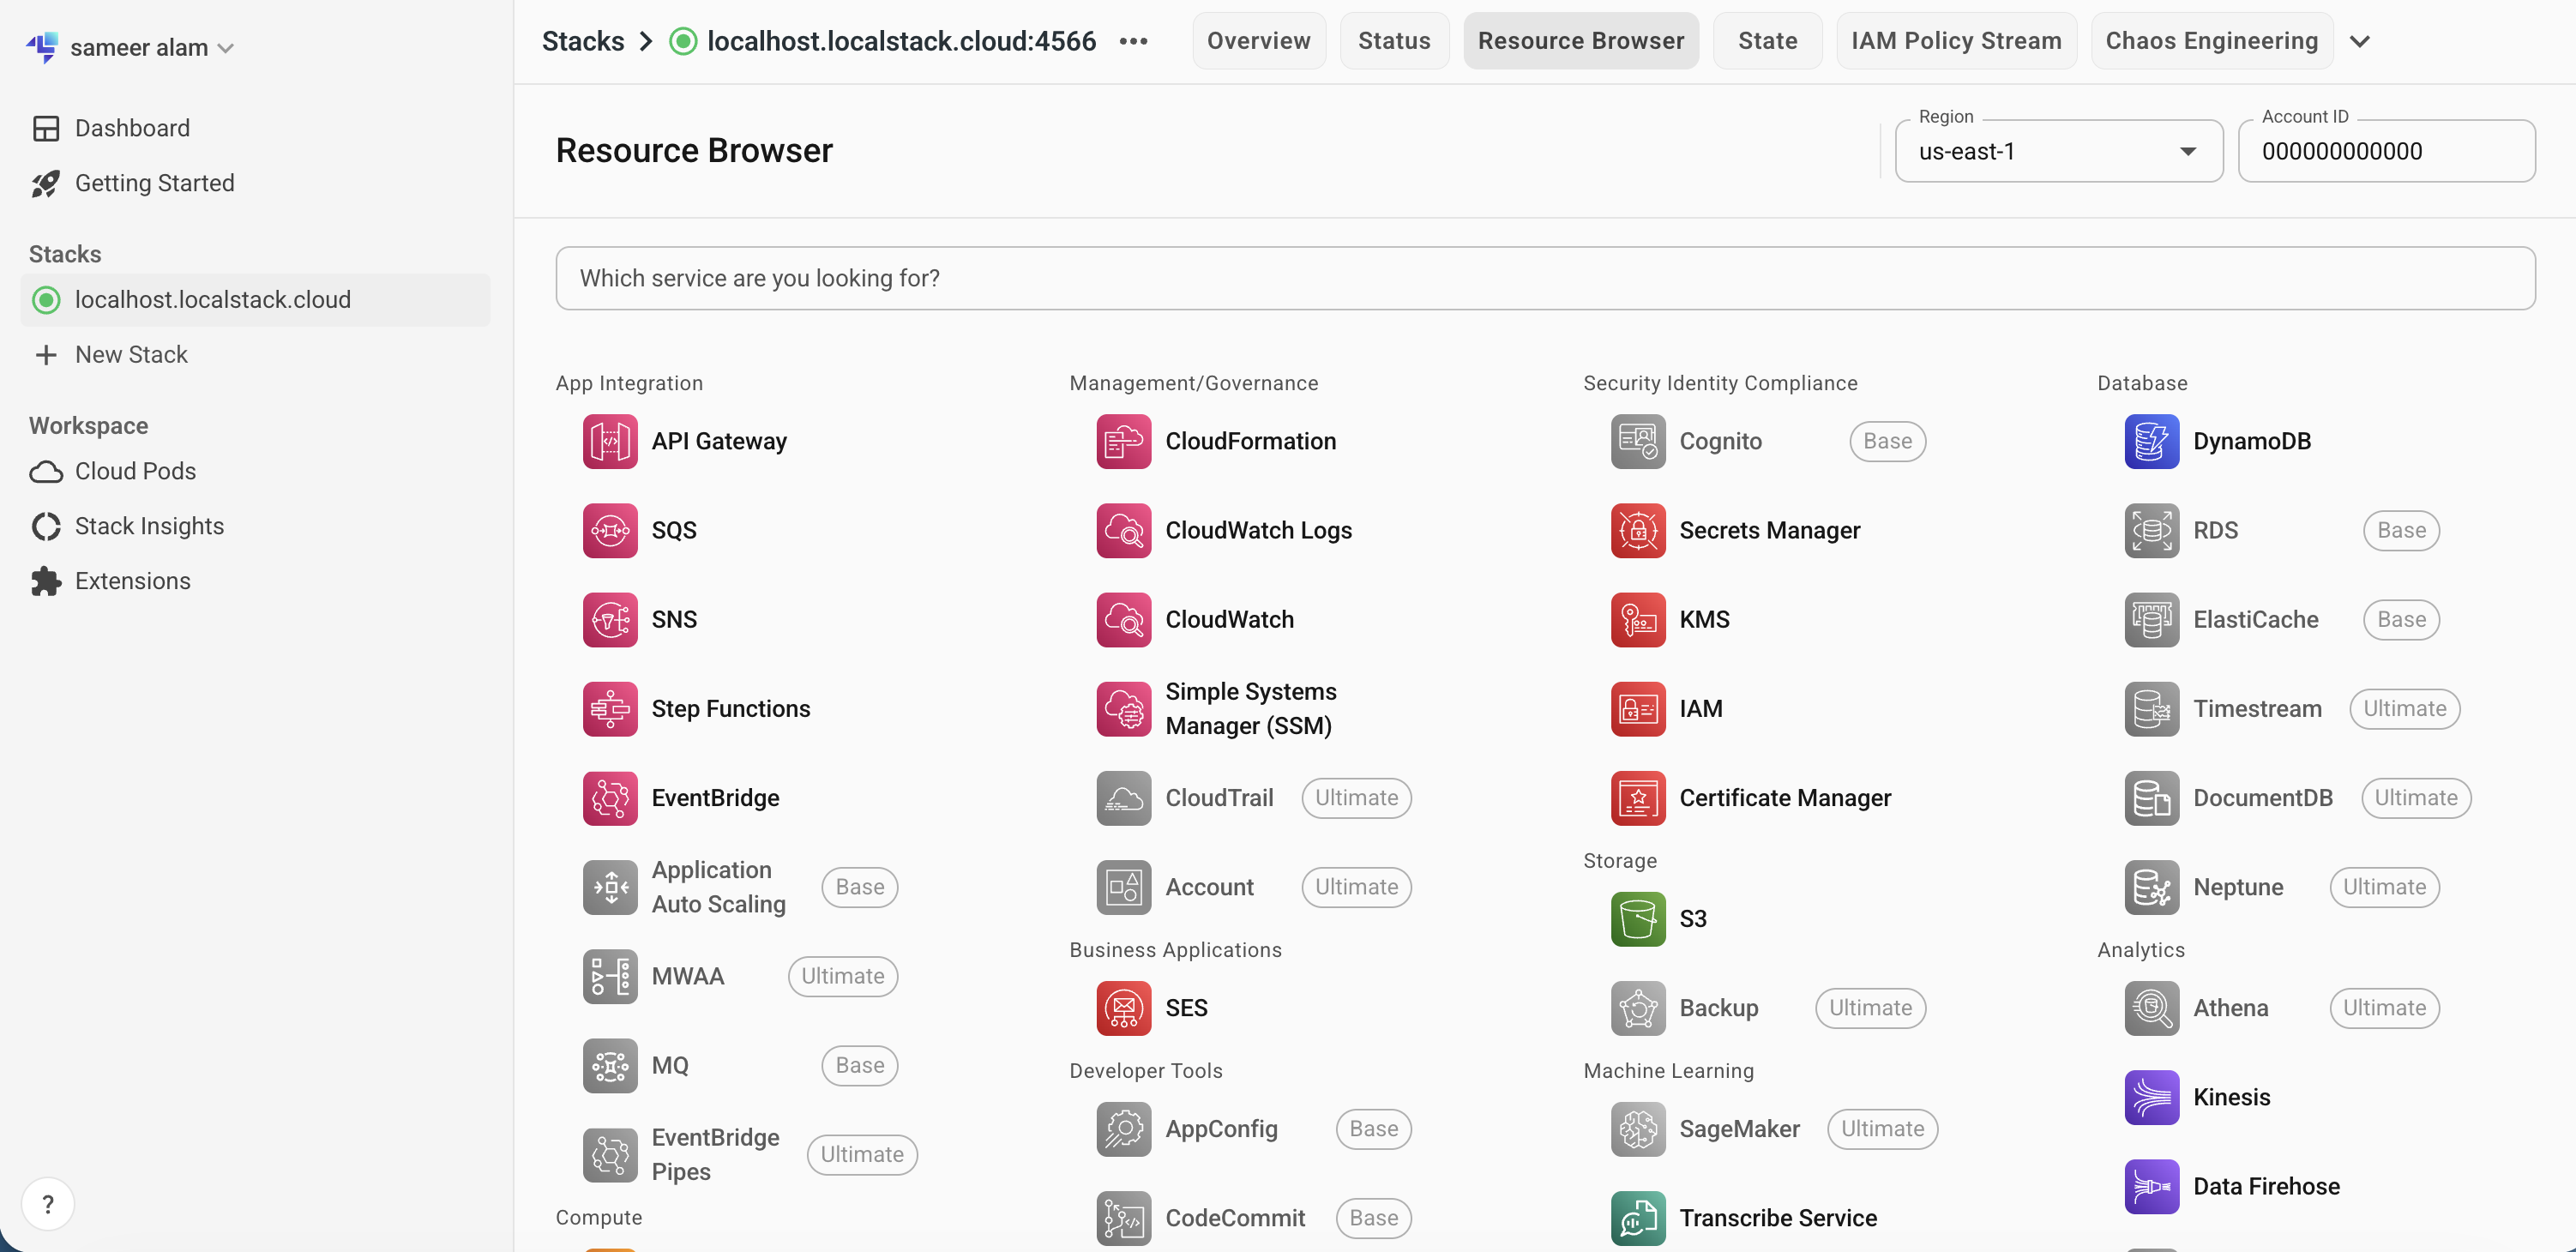 sameer alam
Dashboard
Getting Started
Stacks
localhost.localstack.cloud
New Stack
Workspace
Cloud Pods
Stack Insights
Extensions
?
Stacks
localhost.localstack.cloud:4566
Overview
Status
Resource Browser
State
IAM Policy Stream
Chaos Engineering
Resource Browser
Region
us-east-1
Account ID
000000000000
Which service are you looking for?
App Integration
API Gateway
SQS
SNS
Step Functions
EventBridge
Application
Auto Scaling
Base
MWAA
Ultimate
MQ
Base
EventBridge
Pipes
Ultimate
Compute
Management/Governance
CloudFormation
CloudWatch Logs
CloudWatch
Simple Systems
Manager (SSM)
CloudTrail
Ultimate
Account
Ultimate
Business Applications
SES
Developer Tools
AppConfig
Base
CodeCommit
Base
Security Identity Compliance
Cognito
Base
Secrets Manager
KMS
IAM
Certificate Manager
Storage
S3
Backup
Ultimate
Machine Learning
SageMaker
Ultimate
Transcribe Service
Database
DynamoDB
RDS
Base
ElastiCache
Base
Timestream
Ultimate
DocumentDB
Ultimate
Neptune
Ultimate
Analytics
Athena
Ultimate
Kinesis
Data Firehose